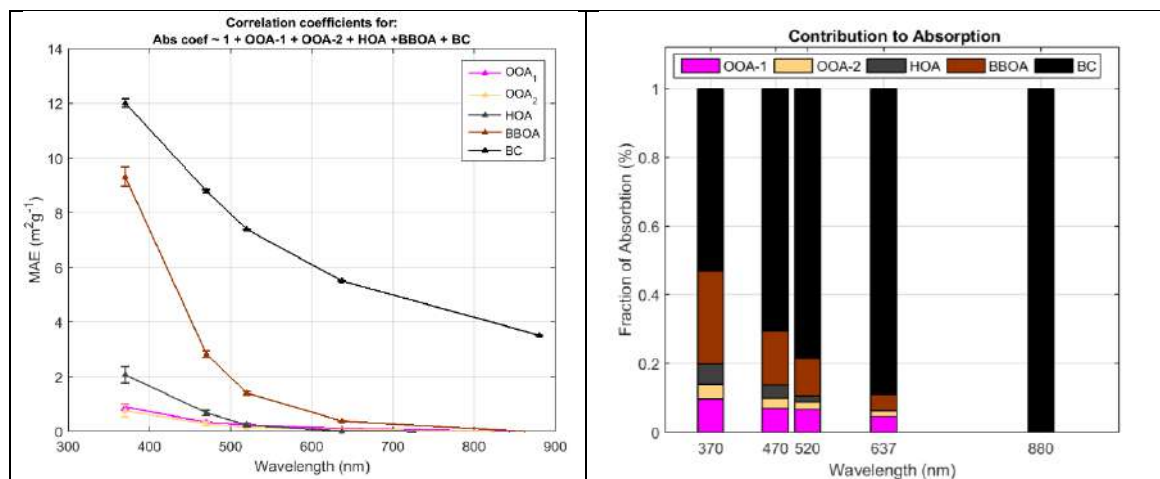 Correlation coefficients for:
Abs coef ~ 1 + OOA-1 + OOA-2 + HOA +BBOA + BC
14
12
10
8
6
4
2
0
MAE (m²g⁻¹)
300 400 500 600 700 800 900
Wavelength (nm)
OOA₁
OOA₂
HOA
BBOA
BC
Contribution to Absorption
OOA-1 OOA-2 HOA BBOA BC
1
0.8
0.6
0.4
0.2
0
Fraction of Absorbtion (%)
370 470 520 637 880
Wavelength (nm)